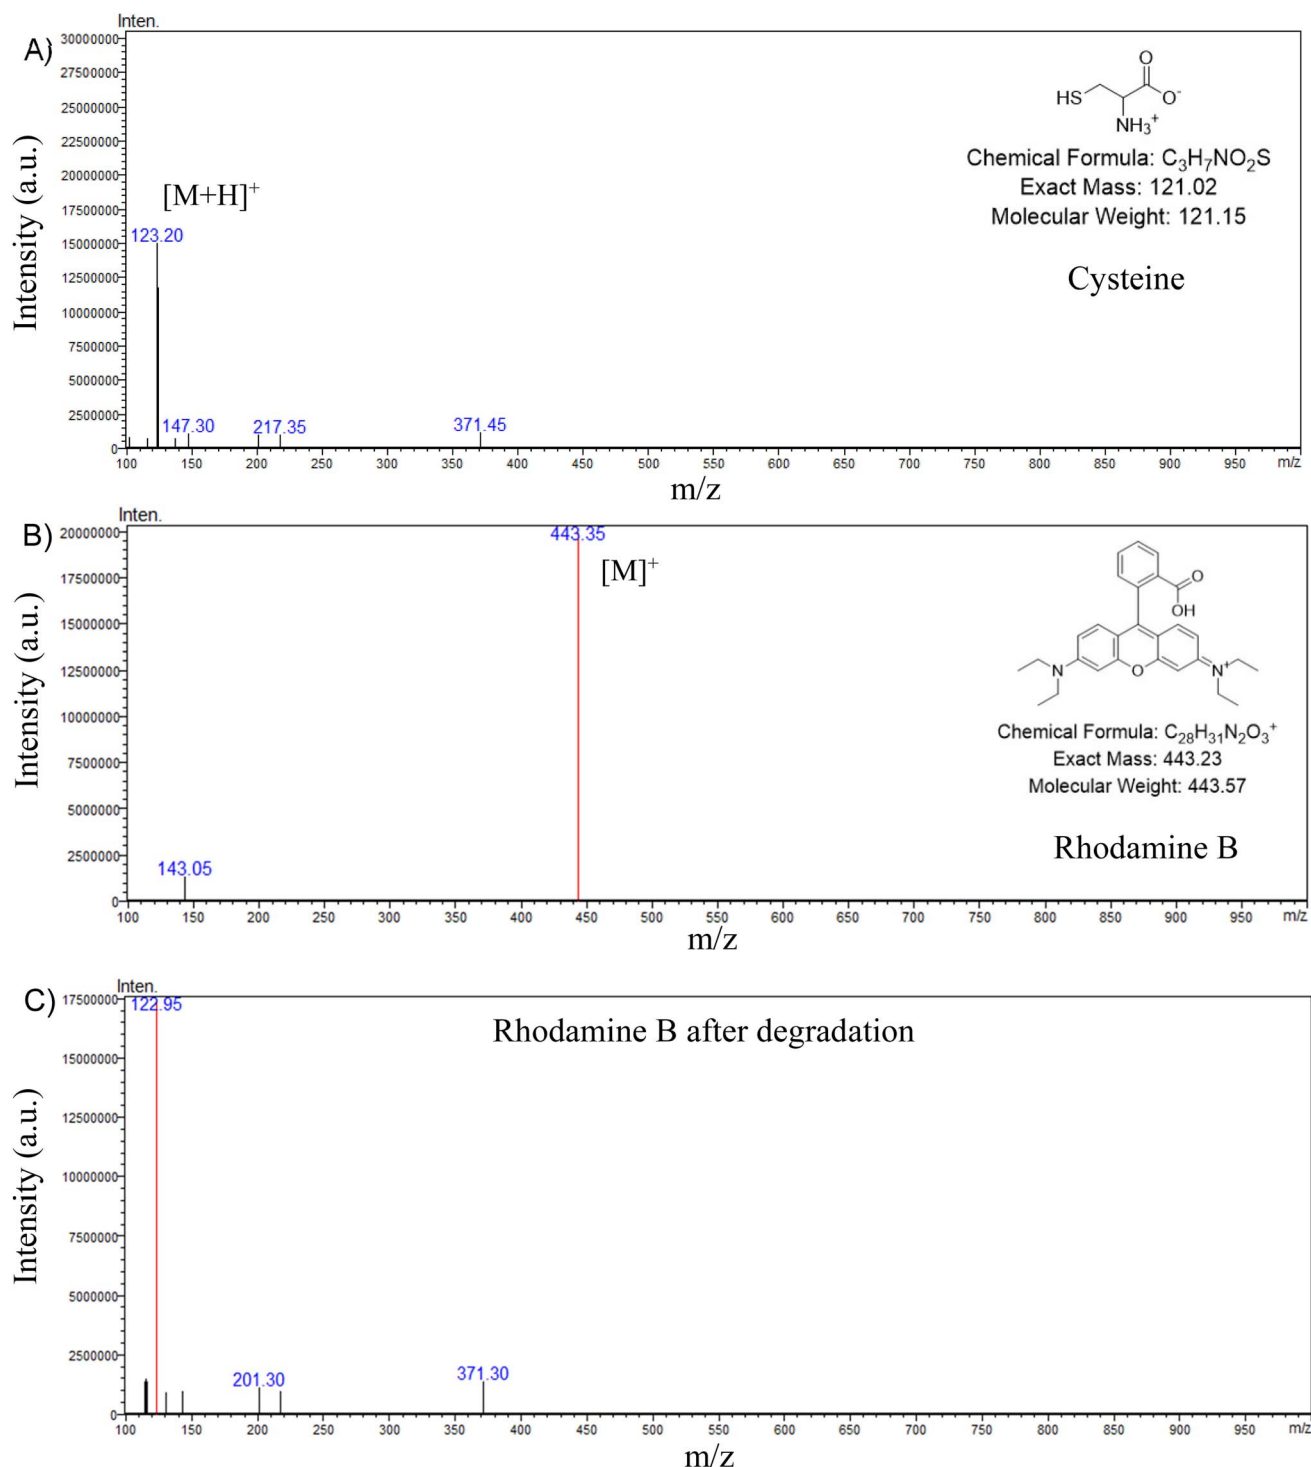 A)
Inten.
30000000
27500000
25000000
22500000
20000000
17500000
15000000
12500000
10000000
7500000
5000000
2500000
0
Intensity (a.u.)
[M+H]⁺
123.20
147.30
217.35
371.45
O
HS
O⁻
NH₃⁺
Chemical Formula: C₃H₇NO₂S
Exact Mass: 121.02
Molecular Weight: 121.15
Cysteine
100 150 200 250 300 350 400 450 500 550 600 650 700 750 800 850 900 950 m/z
m/z
B)
Inten.
20000000
17500000
15000000
12500000
10000000
7500000
5000000
2500000
0
Intensity (a.u.)
443.35
[M]⁺
143.05
O
OH
N
O
N⁺
Chemical Formula: C₂₈H₃₁N₂O₃⁺
Exact Mass: 443.23
Molecular Weight: 443.57
Rhodamine B
100 150 200 250 300 350 400 450 500 550 600 650 700 750 800 850 900 950 m/z
m/z
C)
Inten.
17500000
15000000
12500000
10000000
7500000
5000000
2500000
0
Intensity (a.u.)
122.95
Rhodamine B after degradation
201.30
371.30
100 150 200 250 300 350 400 450 500 550 600 650 700 750 800 850 900 950 m/z
m/z